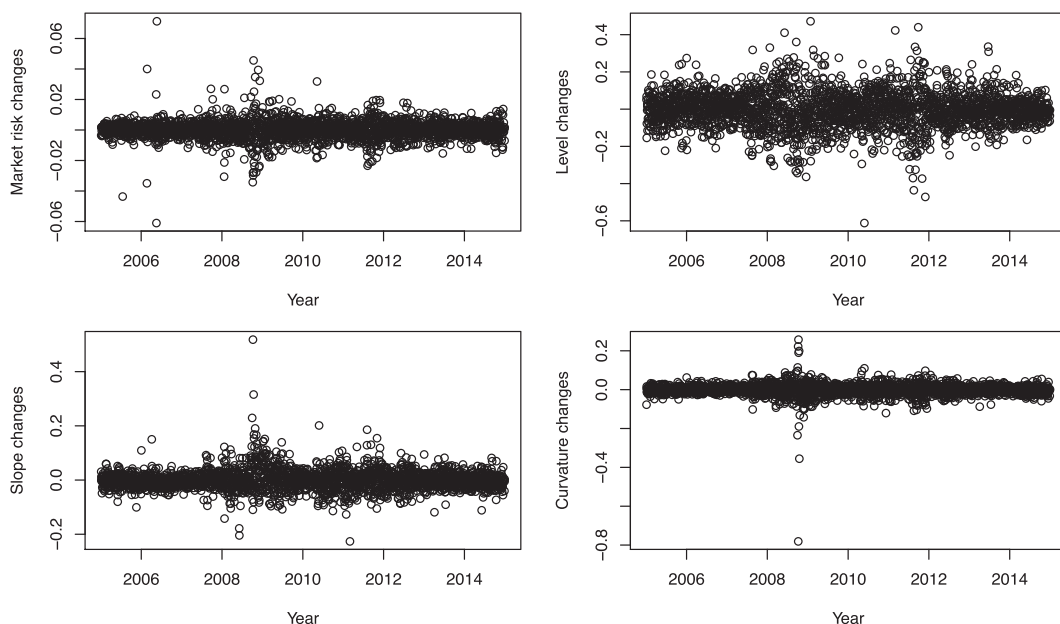 Market risk changes
0.06
0.02
−0.02
−0.06
2006 2008 2010 2012 2014
Year
Level changes
0.4
0.2
−0.2
−0.6
2006 2008 2010 2012 2014
Year
Slope changes
0.4
0.2
0.0
−0.2
2006 2008 2010 2012 2014
Year
Curvature changes
0.2
0.0
−0.4
−0.8
2006 2008 2010 2012 2014
Year